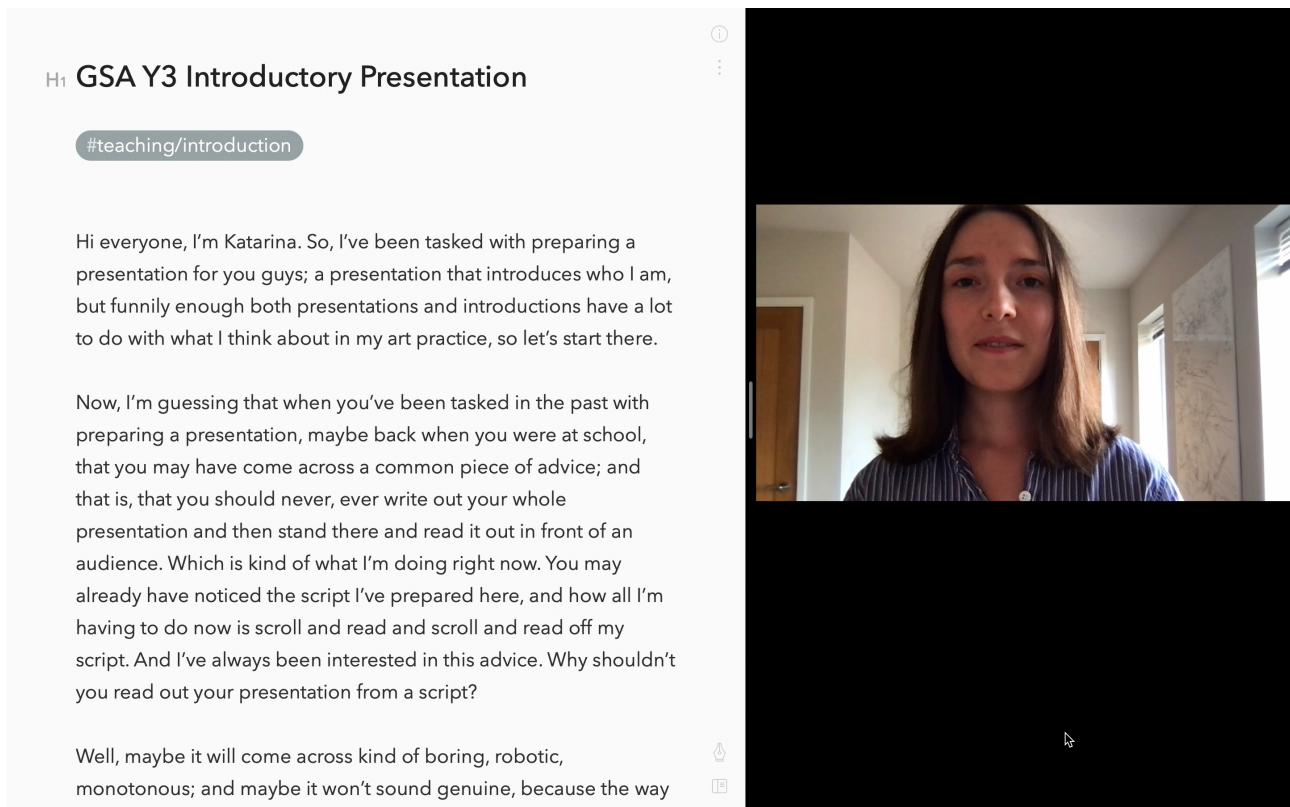 H1 GSA Y3 Introductory Presentation
#teaching/introduction
Hi everyone, I’m Katarina. So, I’ve been tasked with preparing a
presentation for you guys; a presentation that introduces who I am,
but funnily enough both presentations and introductions have a lot
to do with what I think about in my art practice, so let’s start there.
Now, I’m guessing that when you’ve been tasked in the past with
preparing a presentation, maybe back when you were at school,
that you may have come across a common piece of advice; and
that is, that you should never, ever write out your whole
presentation and then stand there and read it out in front of an
audience. Which is kind of what I’m doing right now. You may
already have noticed the script I’ve prepared here, and how all I’m
having to do now is scroll and read and scroll and read off my
script. And I’ve always been interested in this advice. Why shouldn’t
you read out your presentation from a script?
Well, maybe it will come across kind of boring, robotic,
monotonous; and maybe it won’t sound genuine, because the way